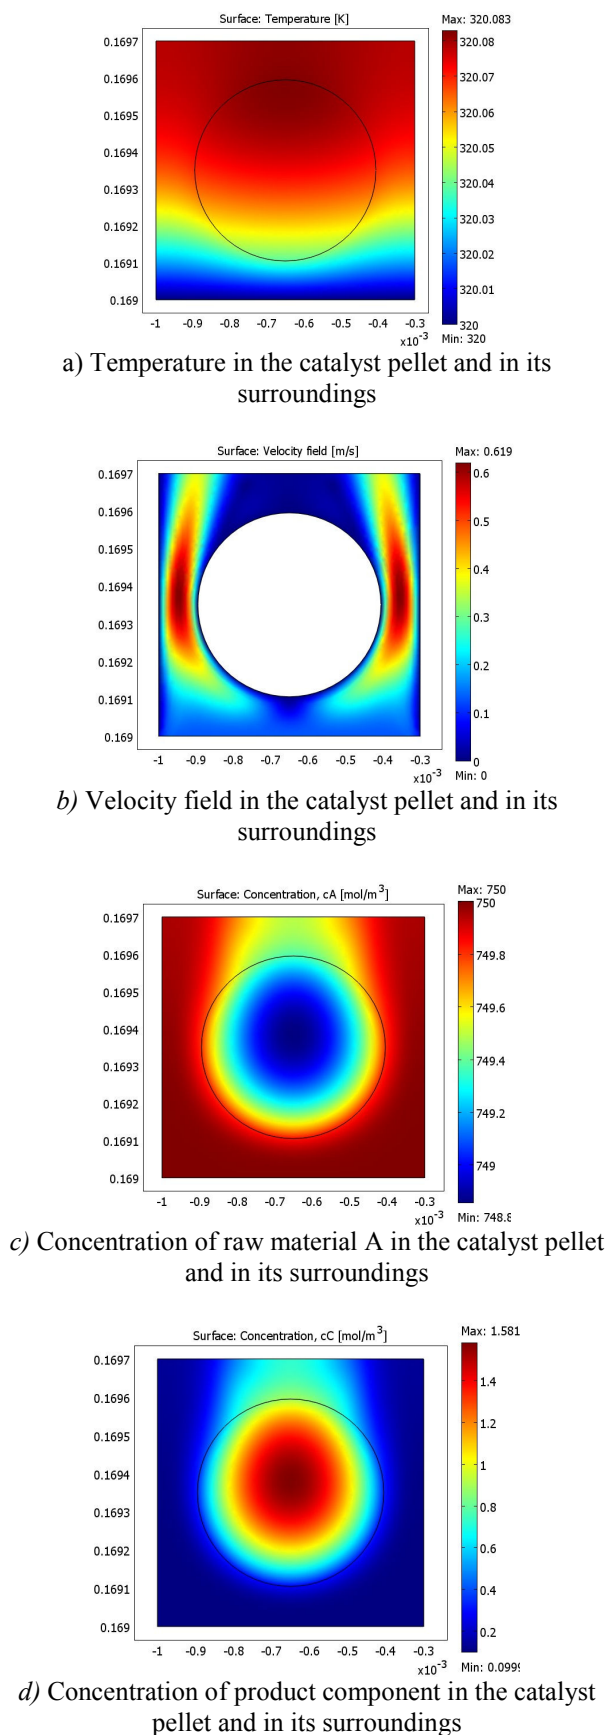 Surface: Temperature [K]
Max: 320.083
0.1697
0.1696
0.1695
0.1694
0.1693
0.1692
0.1691
0.169
320.08
320.07
320.06
320.05
320.04
320.03
320.02
320.01
320
-1 -0.9 -0.8 -0.7 -0.6 -0.5 -0.4 -0.3
x10⁻³
Min: 320
a) Temperature in the catalyst pellet and in its
surroundings
Surface: Velocity field [m/s]
Max: 0.619
0.1697
0.1696
0.1695
0.1694
0.1693
0.1692
0.1691
0.169
0.6
0.5
0.4
0.3
0.2
0.1
0
-1 -0.9 -0.8 -0.7 -0.6 -0.5 -0.4 -0.3
x10⁻³
Min: 0
b) Velocity field in the catalyst pellet and in its
surroundings
Surface: Concentration, cA [mol/m³]
Max: 750
0.1697
0.1696
0.1695
0.1694
0.1693
0.1692
0.1691
0.169
750
749.8
749.6
749.4
749.2
749
-1 -0.9 -0.8 -0.7 -0.6 -0.5 -0.4 -0.3
x10⁻³
Min: 748.8
c) Concentration of raw material A in the catalyst pellet
and in its surroundings
Surface: Concentration, cC [mol/m³]
Max: 1.581
0.1697
0.1696
0.1695
0.1694
0.1693
0.1692
0.1691
0.169
1.4
1.2
1
0.8
0.6
0.4
0.2
-1 -0.9 -0.8 -0.7 -0.6 -0.5 -0.4 -0.3
x10⁻³
Min: 0.0999
d) Concentration of product component in the catalyst
pellet and in its surroundings